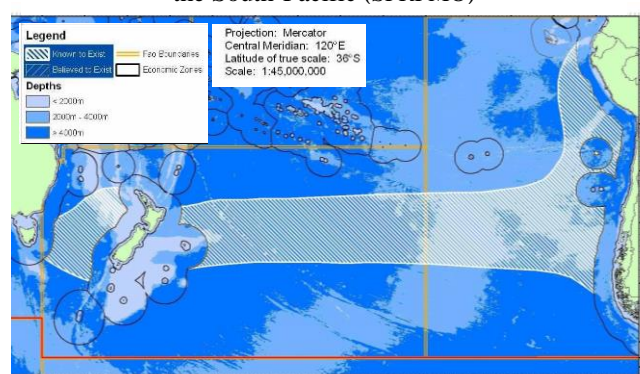 the South Pacific (SPRFMO)
Legend
Known to Exist
Fao Boundaries
Believed to Exist
Economic Zones
Depths
< 2000m
2000m - 4000m
> 4000m
Projection: Mercator
Central Meridian: 120°E
Latitude of true scale: 36°S
Scale: 1:45,000,000